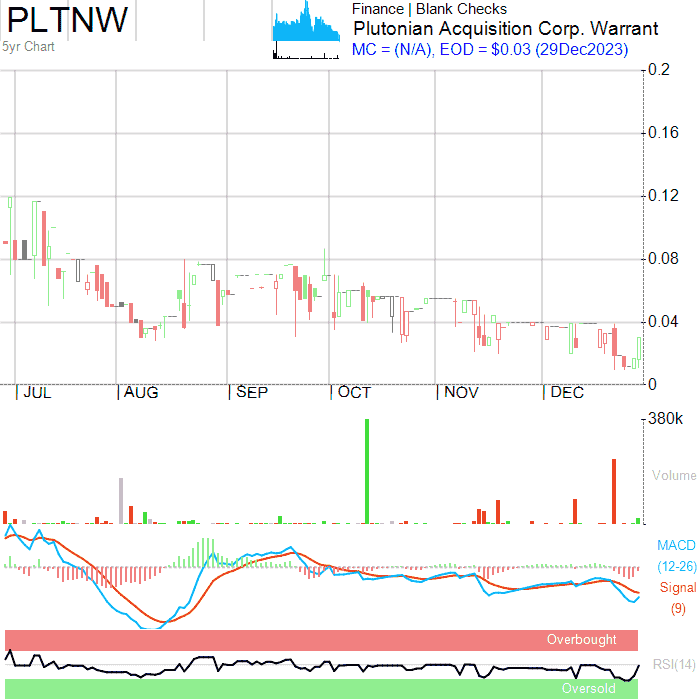 PLTNW
5yr Chart
Finance | Blank Checks
Plutonian Acquisition Corp. Warrant
MC = (N/A), EOD = $0.03 (29Dec2023)
0.2
0.16
0.12
0.08
0.04
0
JUL AUG SEP OCT NOV DEC
380k
Volume
MACD
(12-26)
Signal
(9)
Overbought
RSI(14)
Oversold